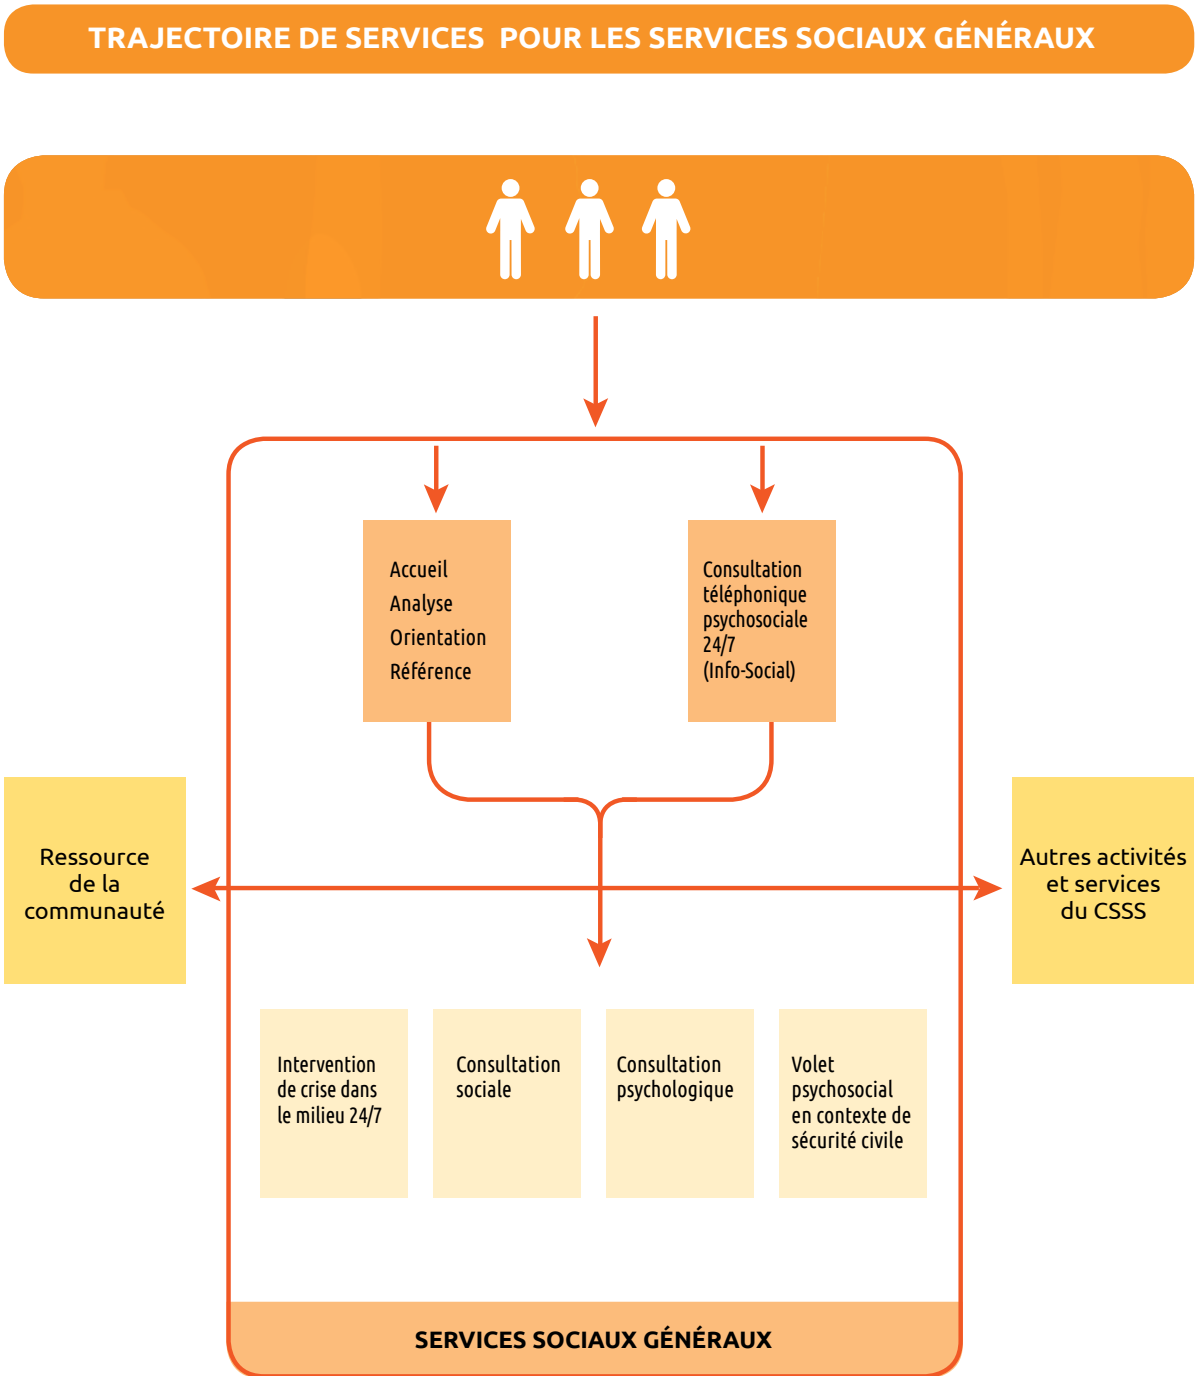 TRAJECTOIRE DE SERVICES POUR LES SERVICES SOCIAUX GÉNÉRAUX
Accueil
Analyse
Orientation
Référence
Consultation
téléphonique
psychosociale
24/7
(Info-Social)
Ressource
de la
communauté
Autres activités
et services
du CSSS
Intervention
de crise dans
le milieu 24/7
Consultation
sociale
Consultation
psychologique
Volet
psychosocial
en contexte de
sécurité civile
SERVICES SOCIAUX GÉNÉRAUX